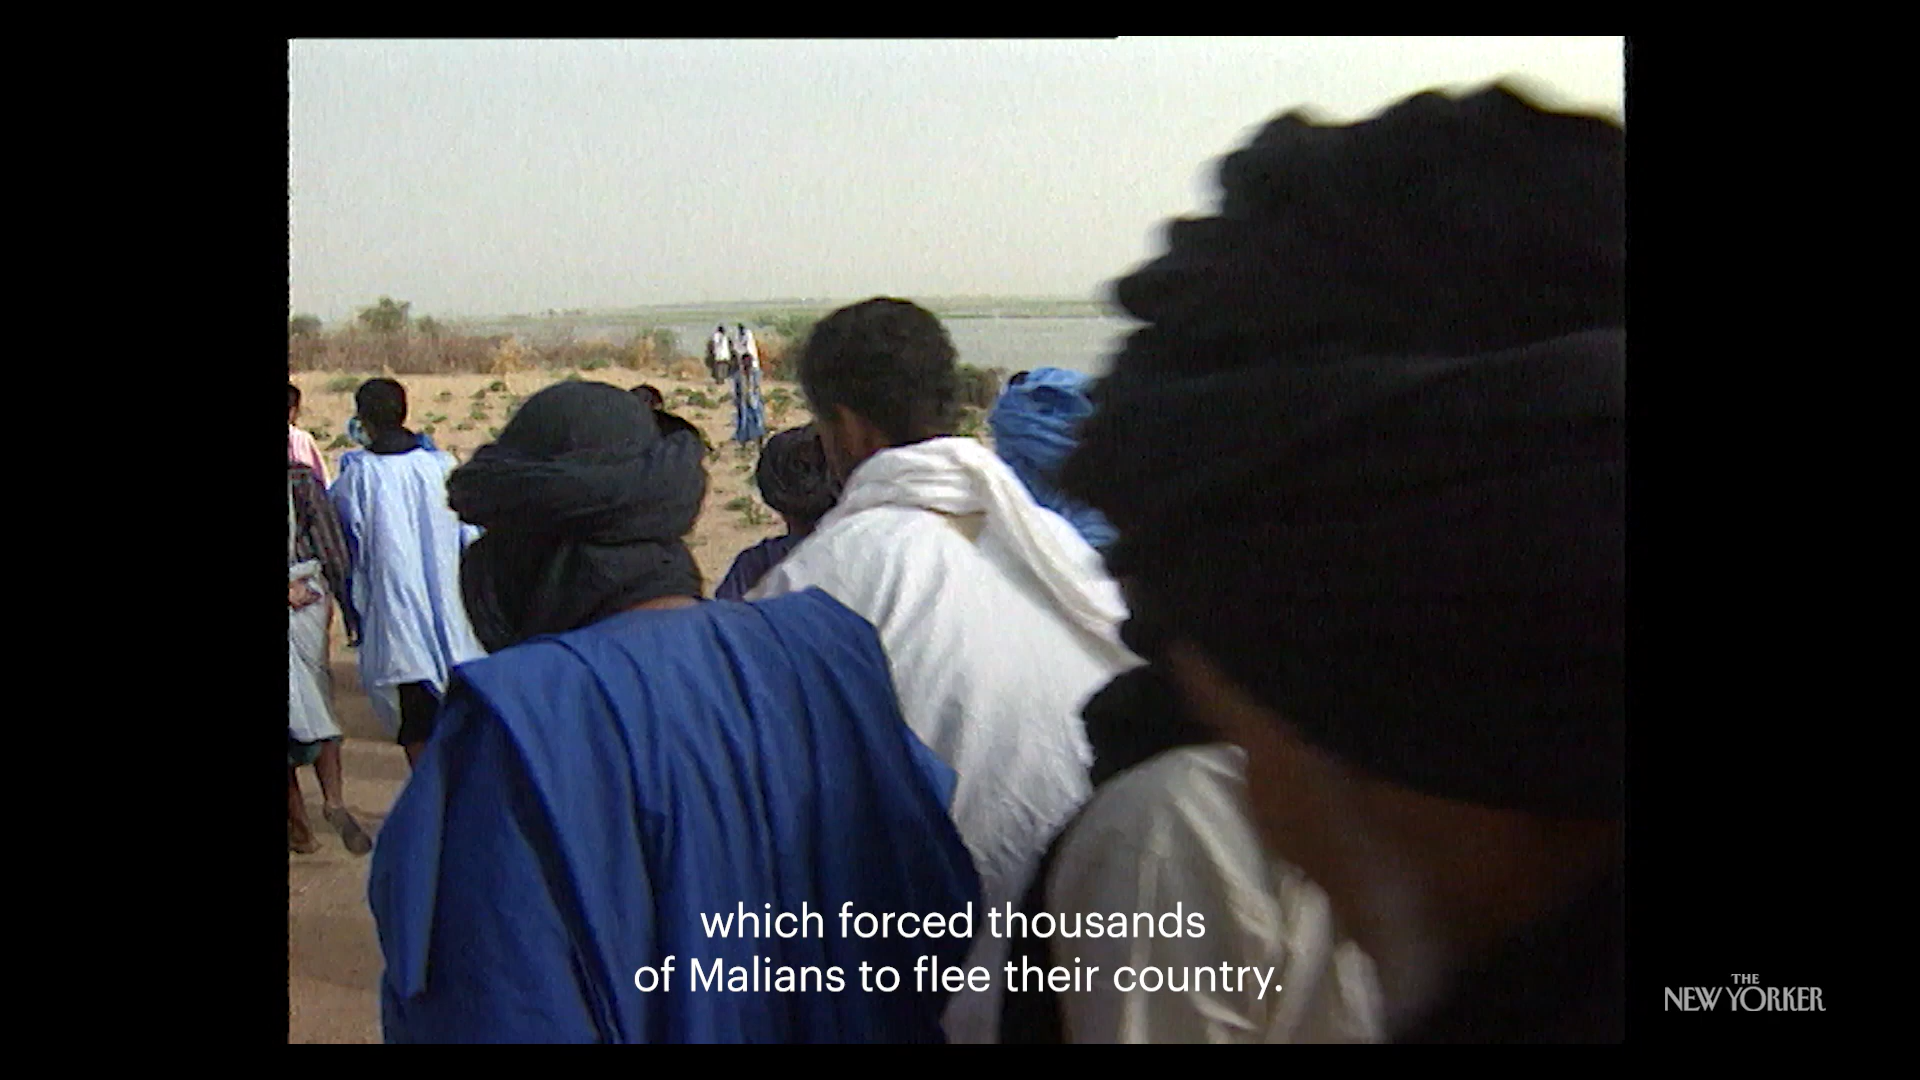 which forced thousands
of Malians to flee their country.
THE
NEW YORKER